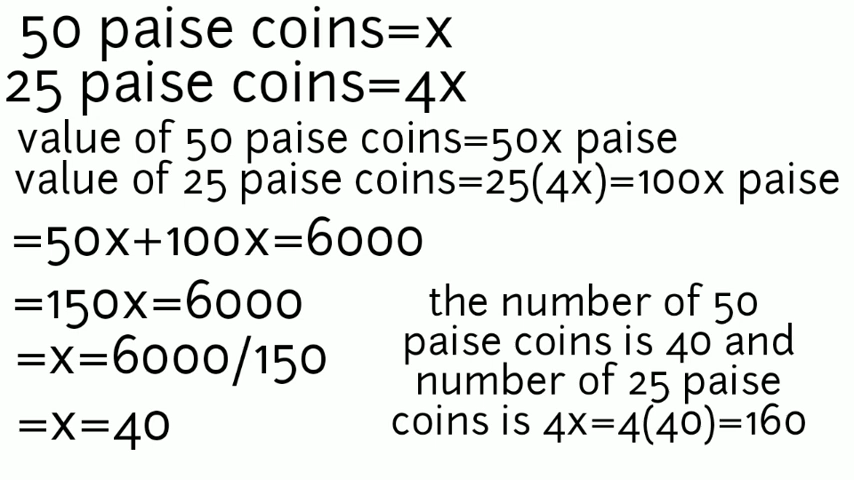 50 paise coins=x
25 paise coins=4x
value of 50 paise coins=50x paise
value of 25 paise coins=25(4x)=100x paise
=50x+100x=6000
=150x=6000
=x=6000/150
=x=40
the number of 50
paise coins is 40 and
number of 25 paise
coins is 4x=4(40)=160